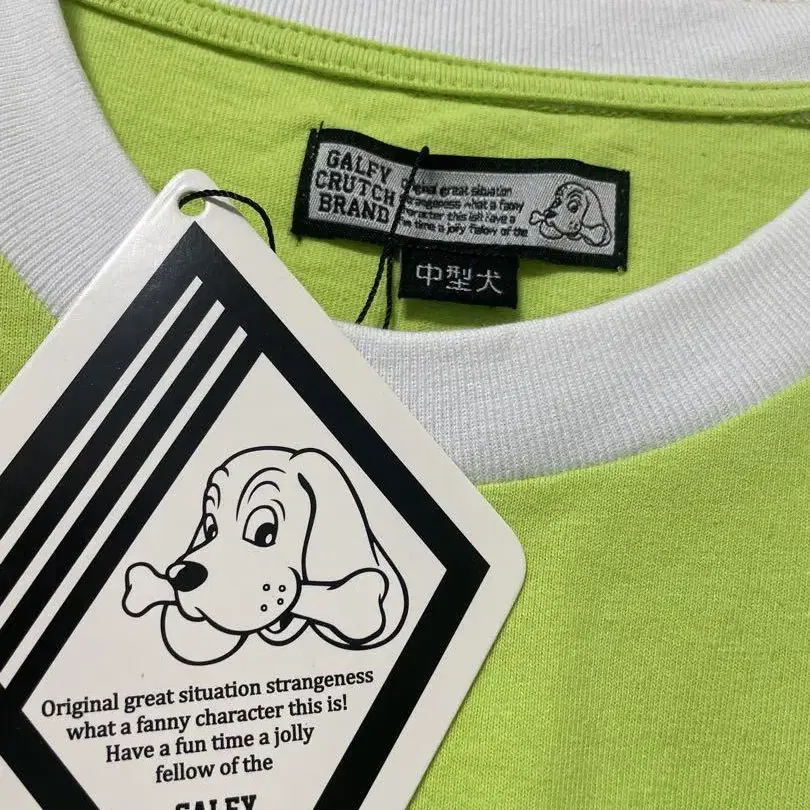 GALFY
CRUTCH
BRAND
Original great situation
strangeness what a fanny
character this is! Have a
fun time a jolly fellow of the
中型犬
Original great situation strangeness
what a fanny character this is!
Have a fun time a jolly
fellow of the
GALFY